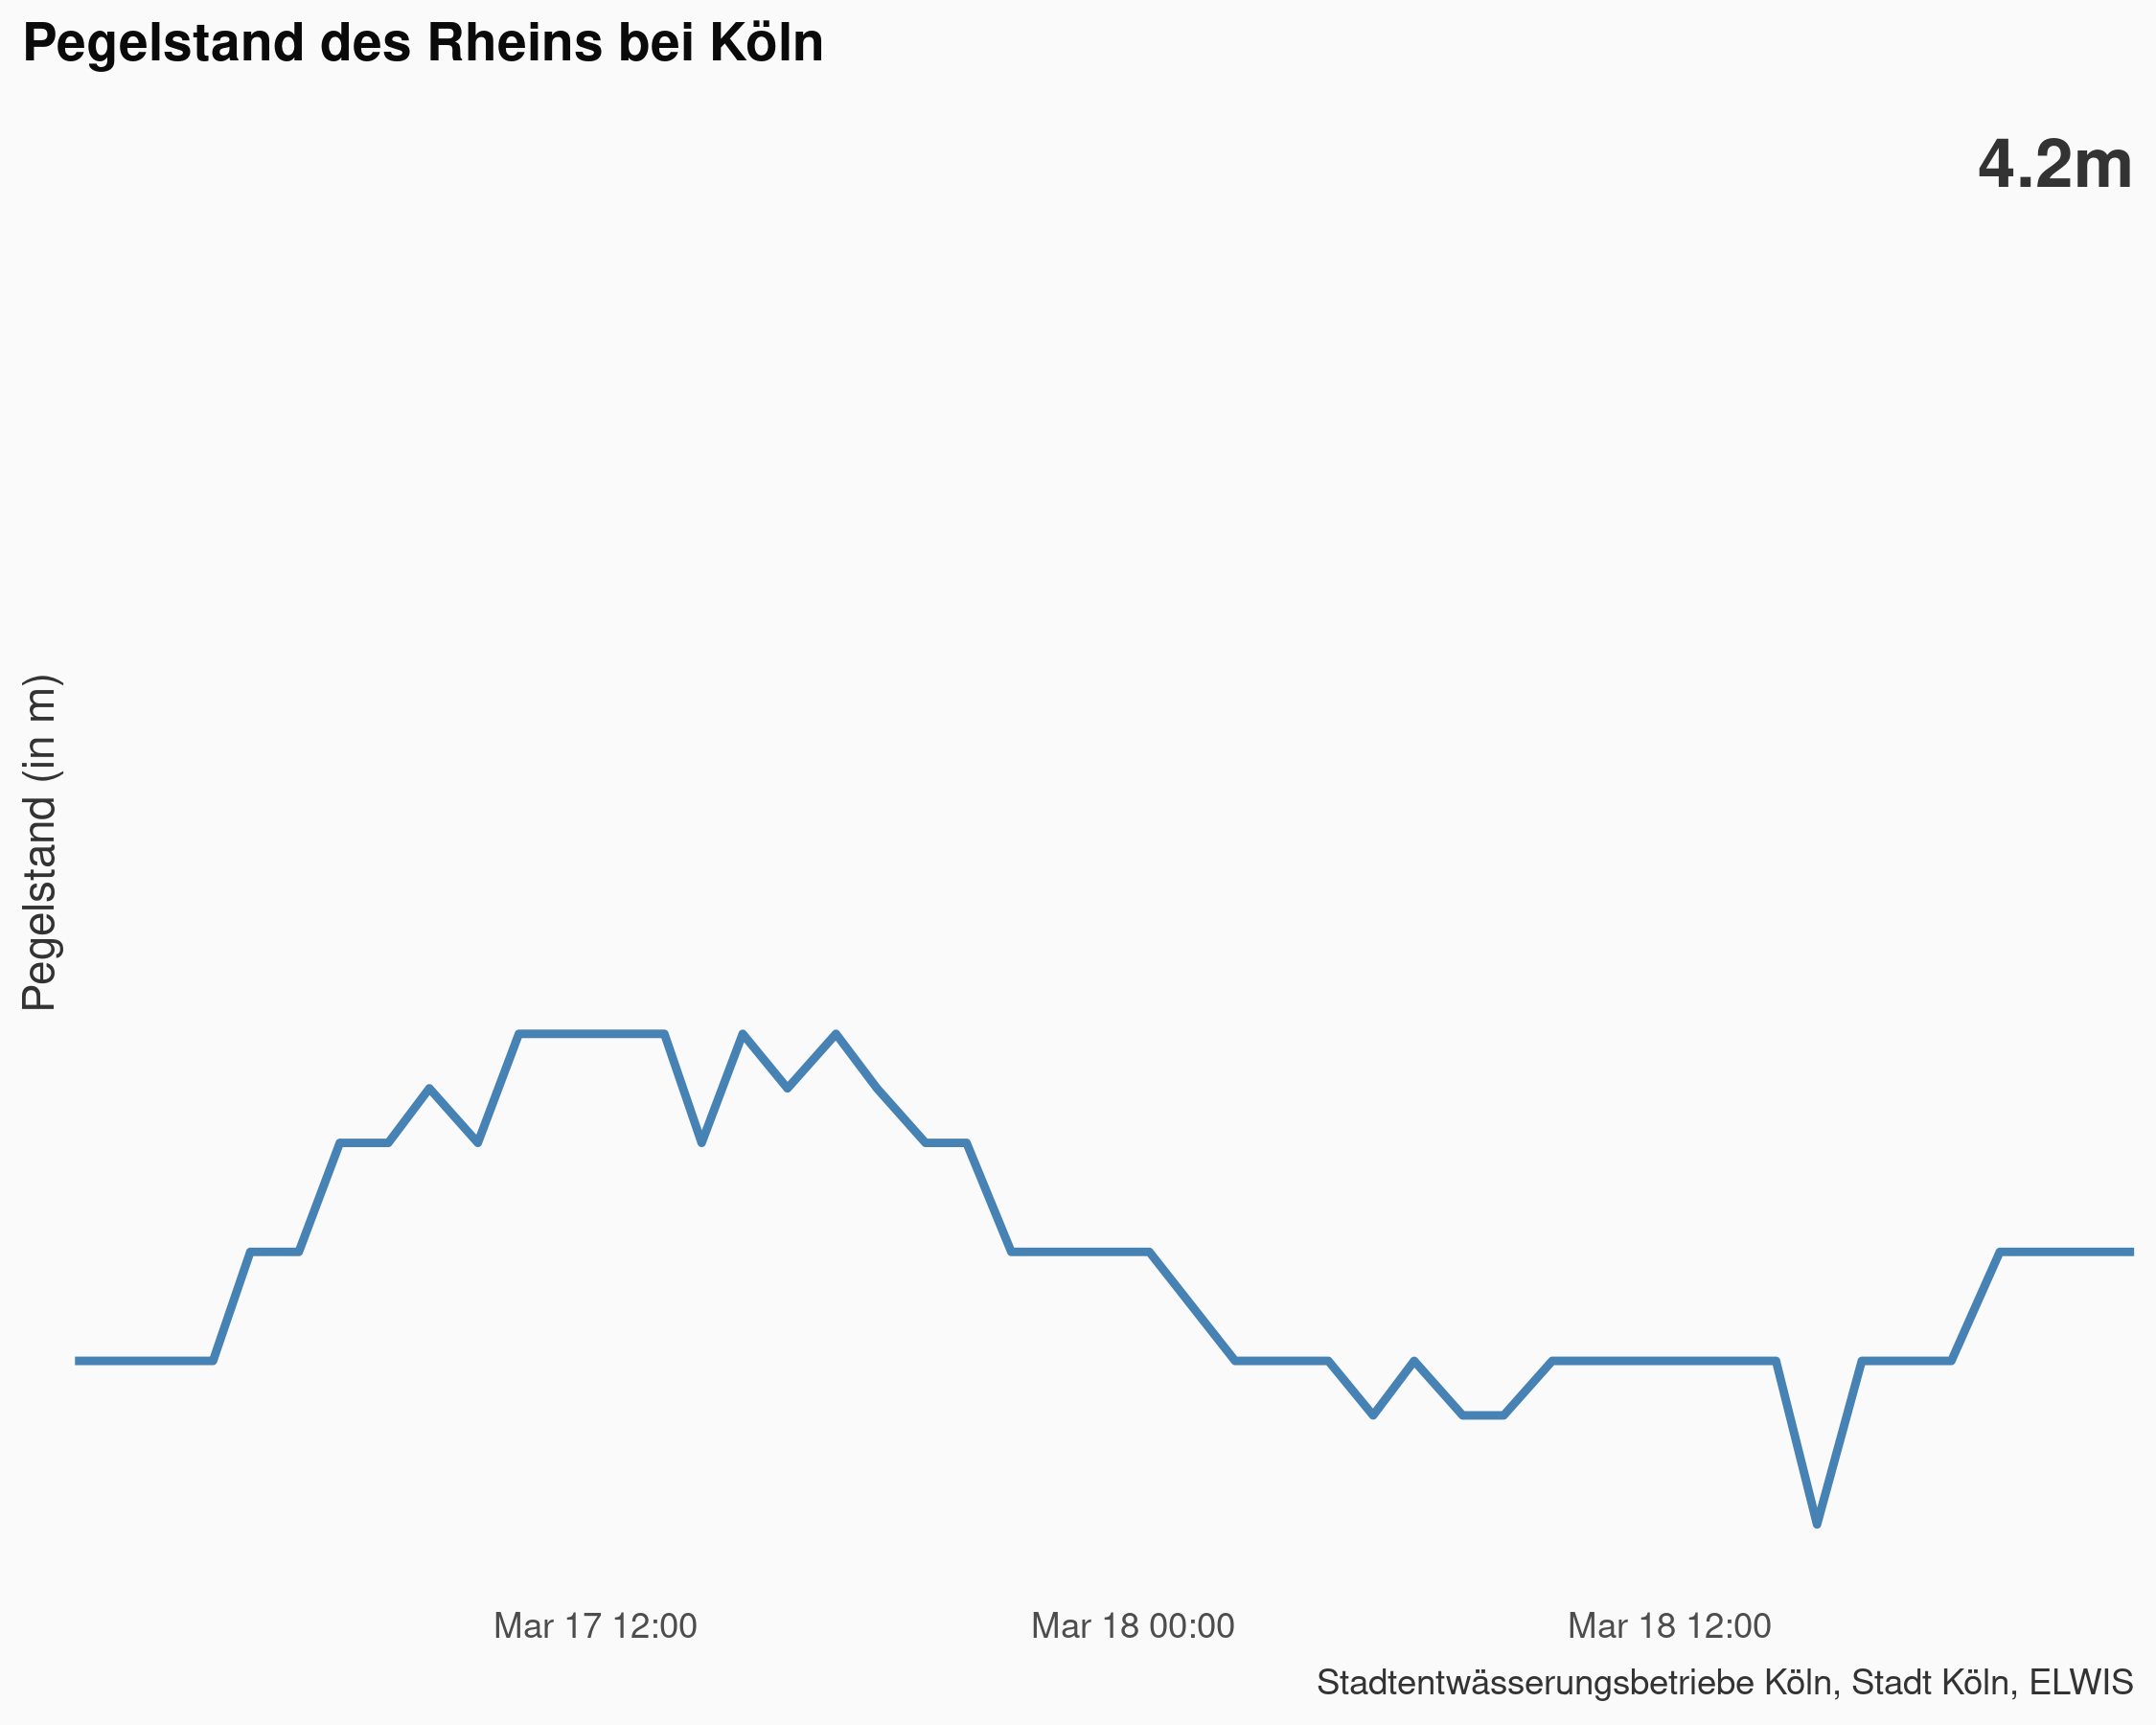 Pegelstand des Rheins bei Köln
4.2m
Pegelstand (in m)
Mar 17 12:00
Mar 18 00:00
Mar 18 12:00
Stadtentwässerungsbetriebe Köln, Stadt Köln, ELWIS